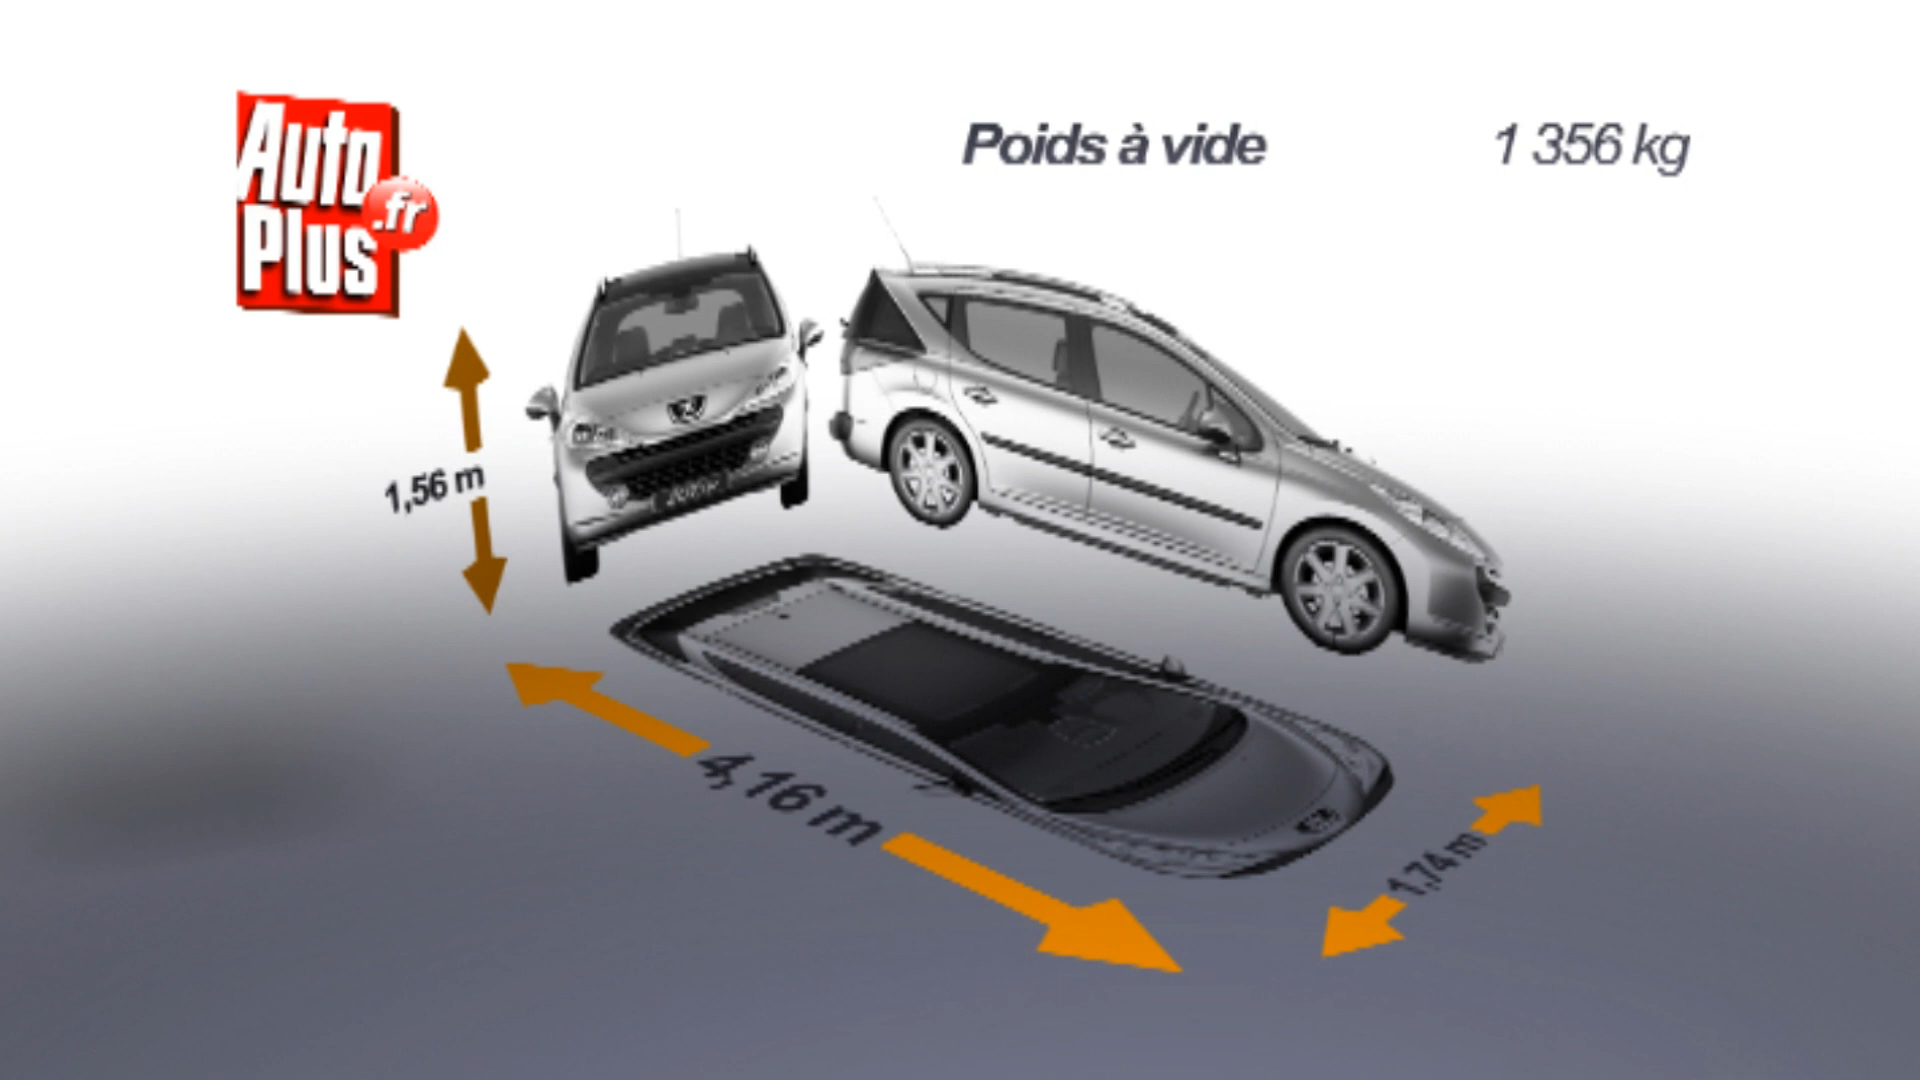 Auto
Plus
.fr
Poids à vide 1 356 kg
1,56 m
4,16 m
1,74 m